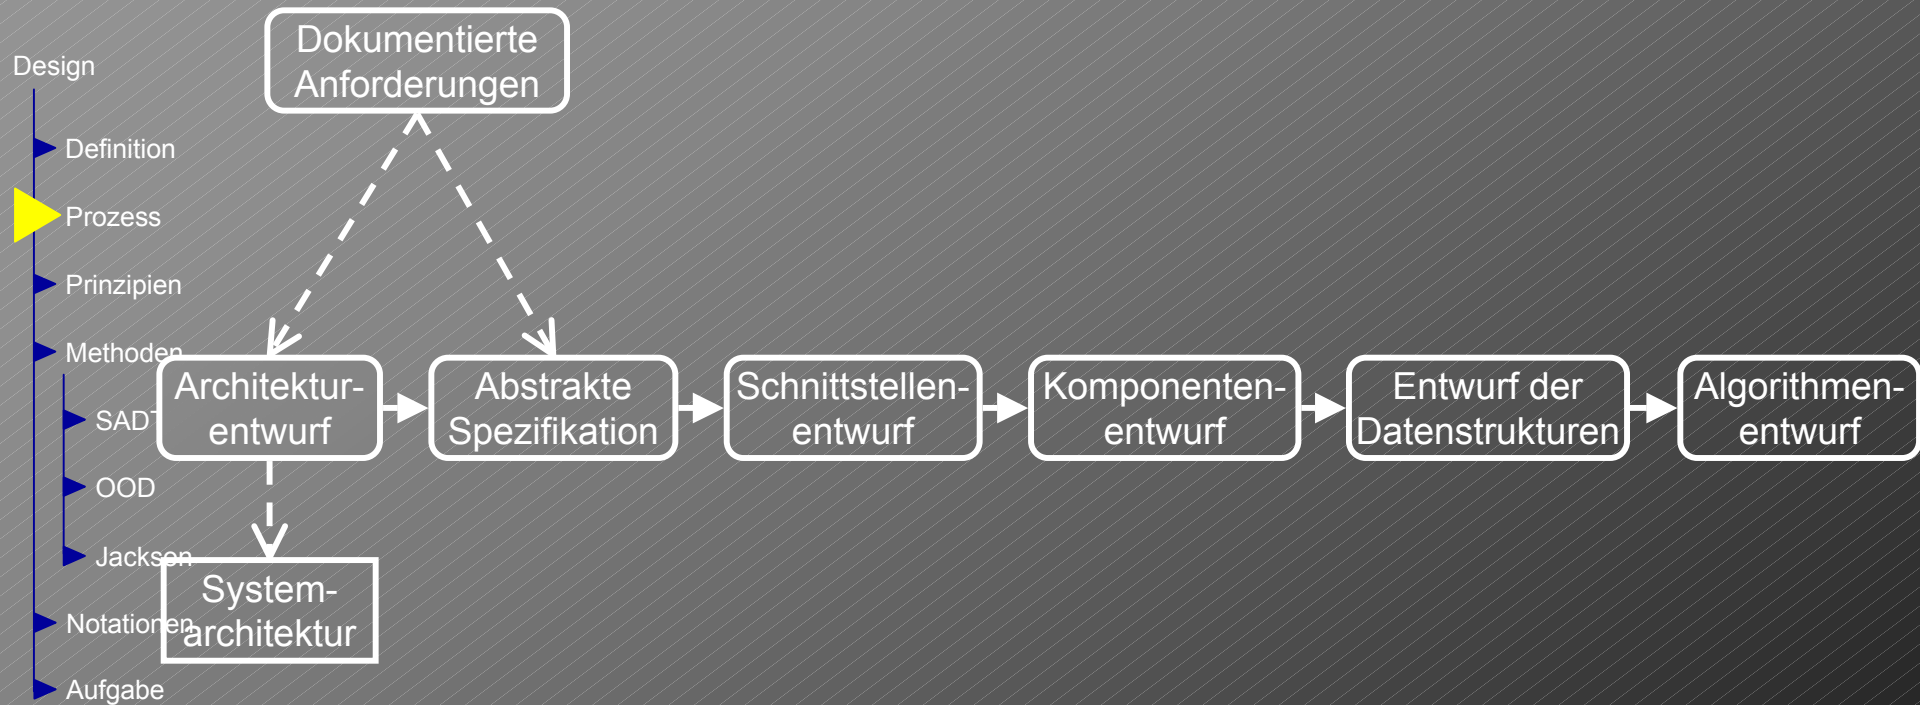 Design
Definition
Prozess
Prinzipien
Methoden
SADT
OOD
Jackson
Notationen
Aufgabe
Dokumentierte
Anforderungen
Architektur-
entwurf
Abstrakte
Spezifikation
Schnittstellen-
entwurf
Komponenten-
entwurf
Entwurf der
Datenstrukturen
Algorithmen-
entwurf
System-
architektur